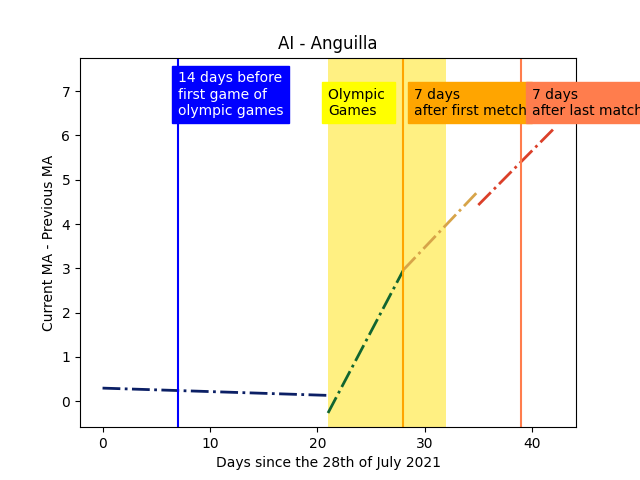 AI - Anguilla
14 days before
first game of
olympic games
Olympic
Games
7 days
after first metch
7 days
after last match
Current MA - Previous MA
7
6
5
4
3
2
1
0
0 10 20 30 40
Days since the 28th of July 2021